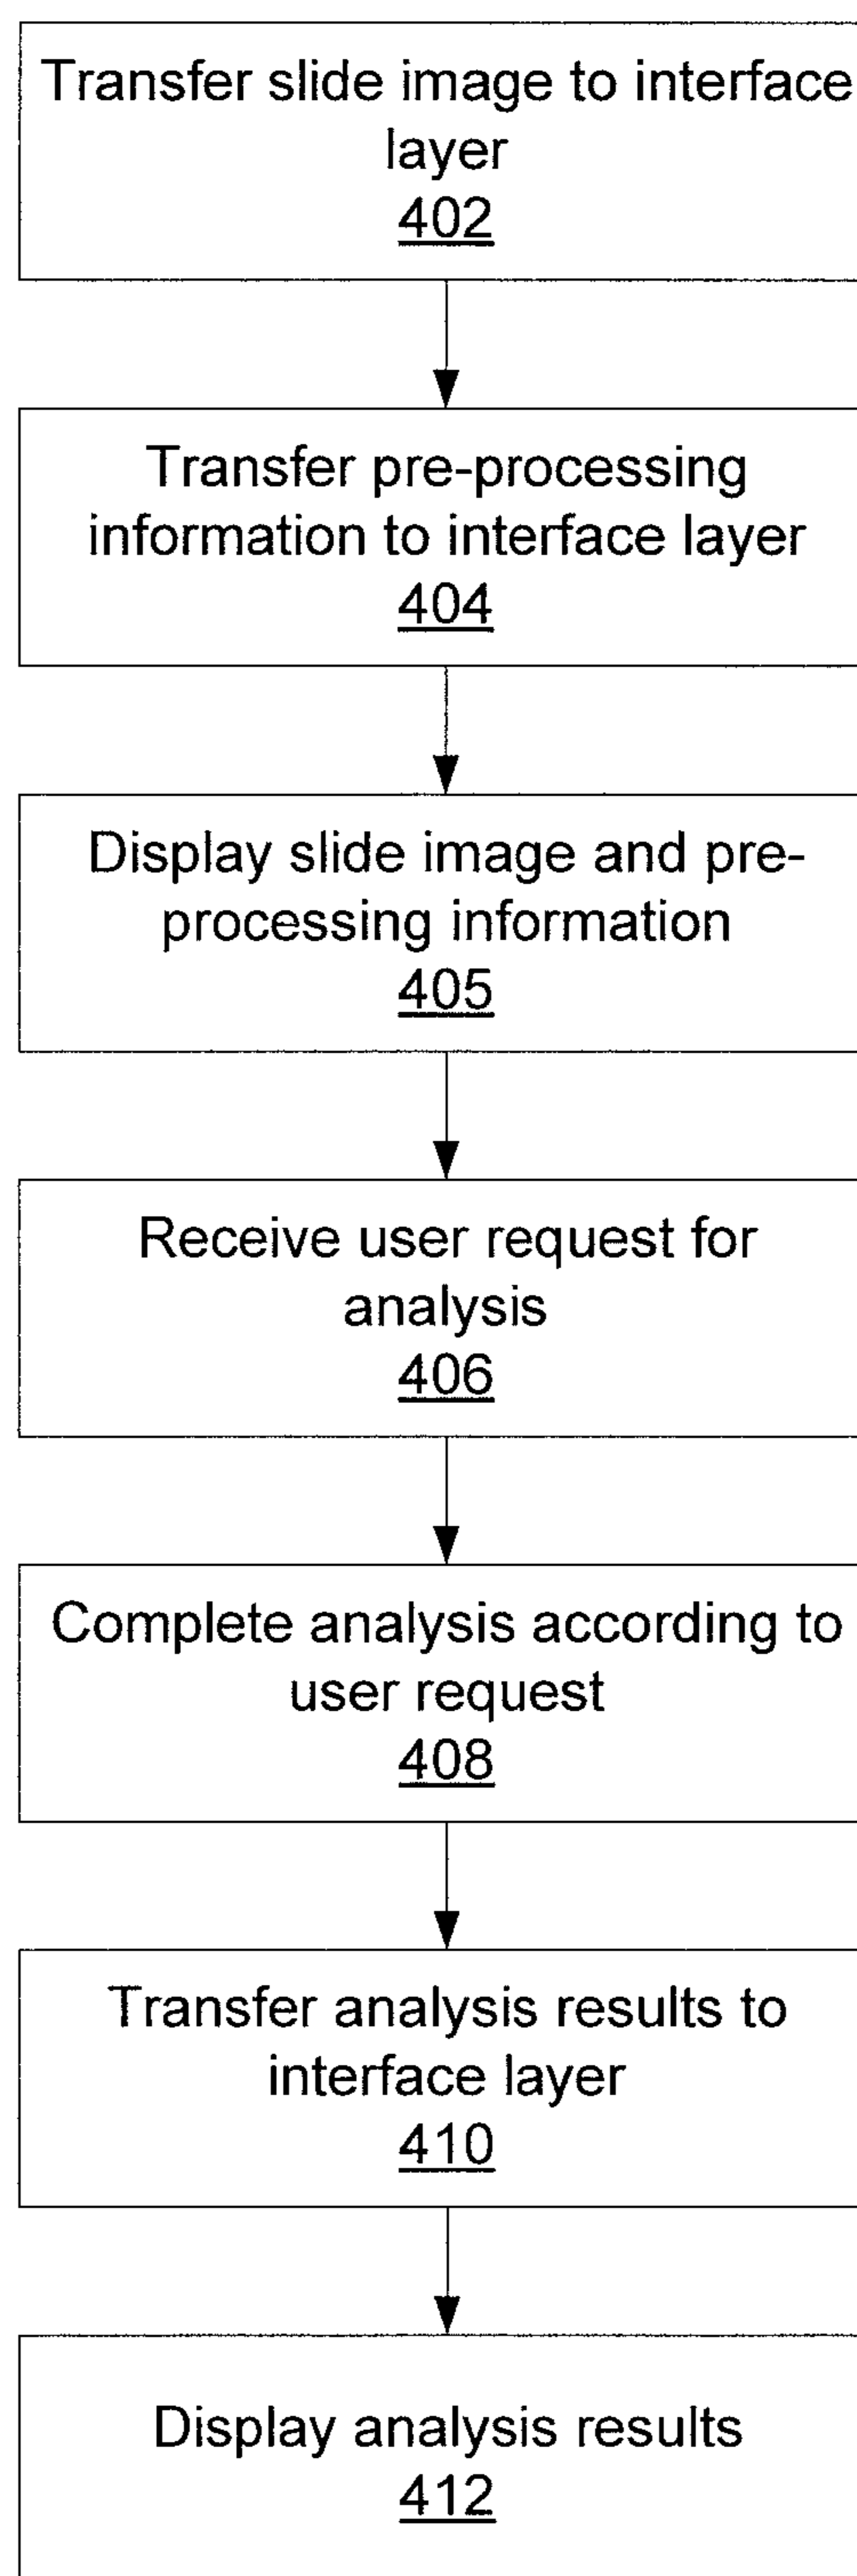 Transfer slide image to interface
layer
402
Transfer pre-processing
information to interface layer
404
Display slide image and pre-
processing information
405
Receive user request for
analysis
406
Complete analysis according to
user request
408
Transfer analysis results to
interface layer
410
Display analysis results
412